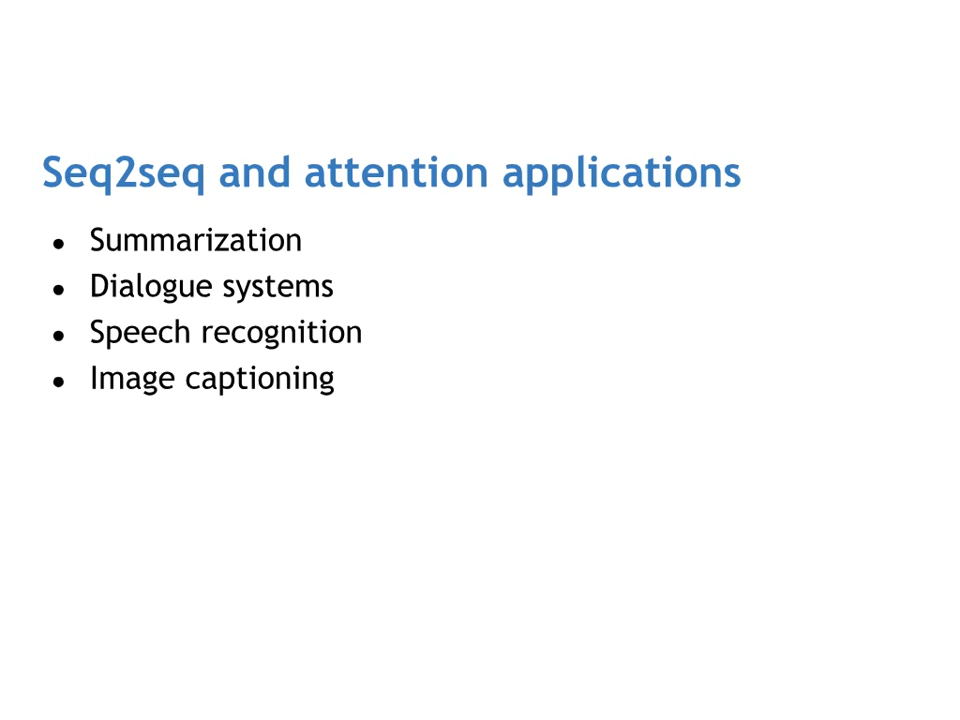 Seq2seq and attention applications
● Summarization
● Dialogue systems
● Speech recognition
● Image captioning